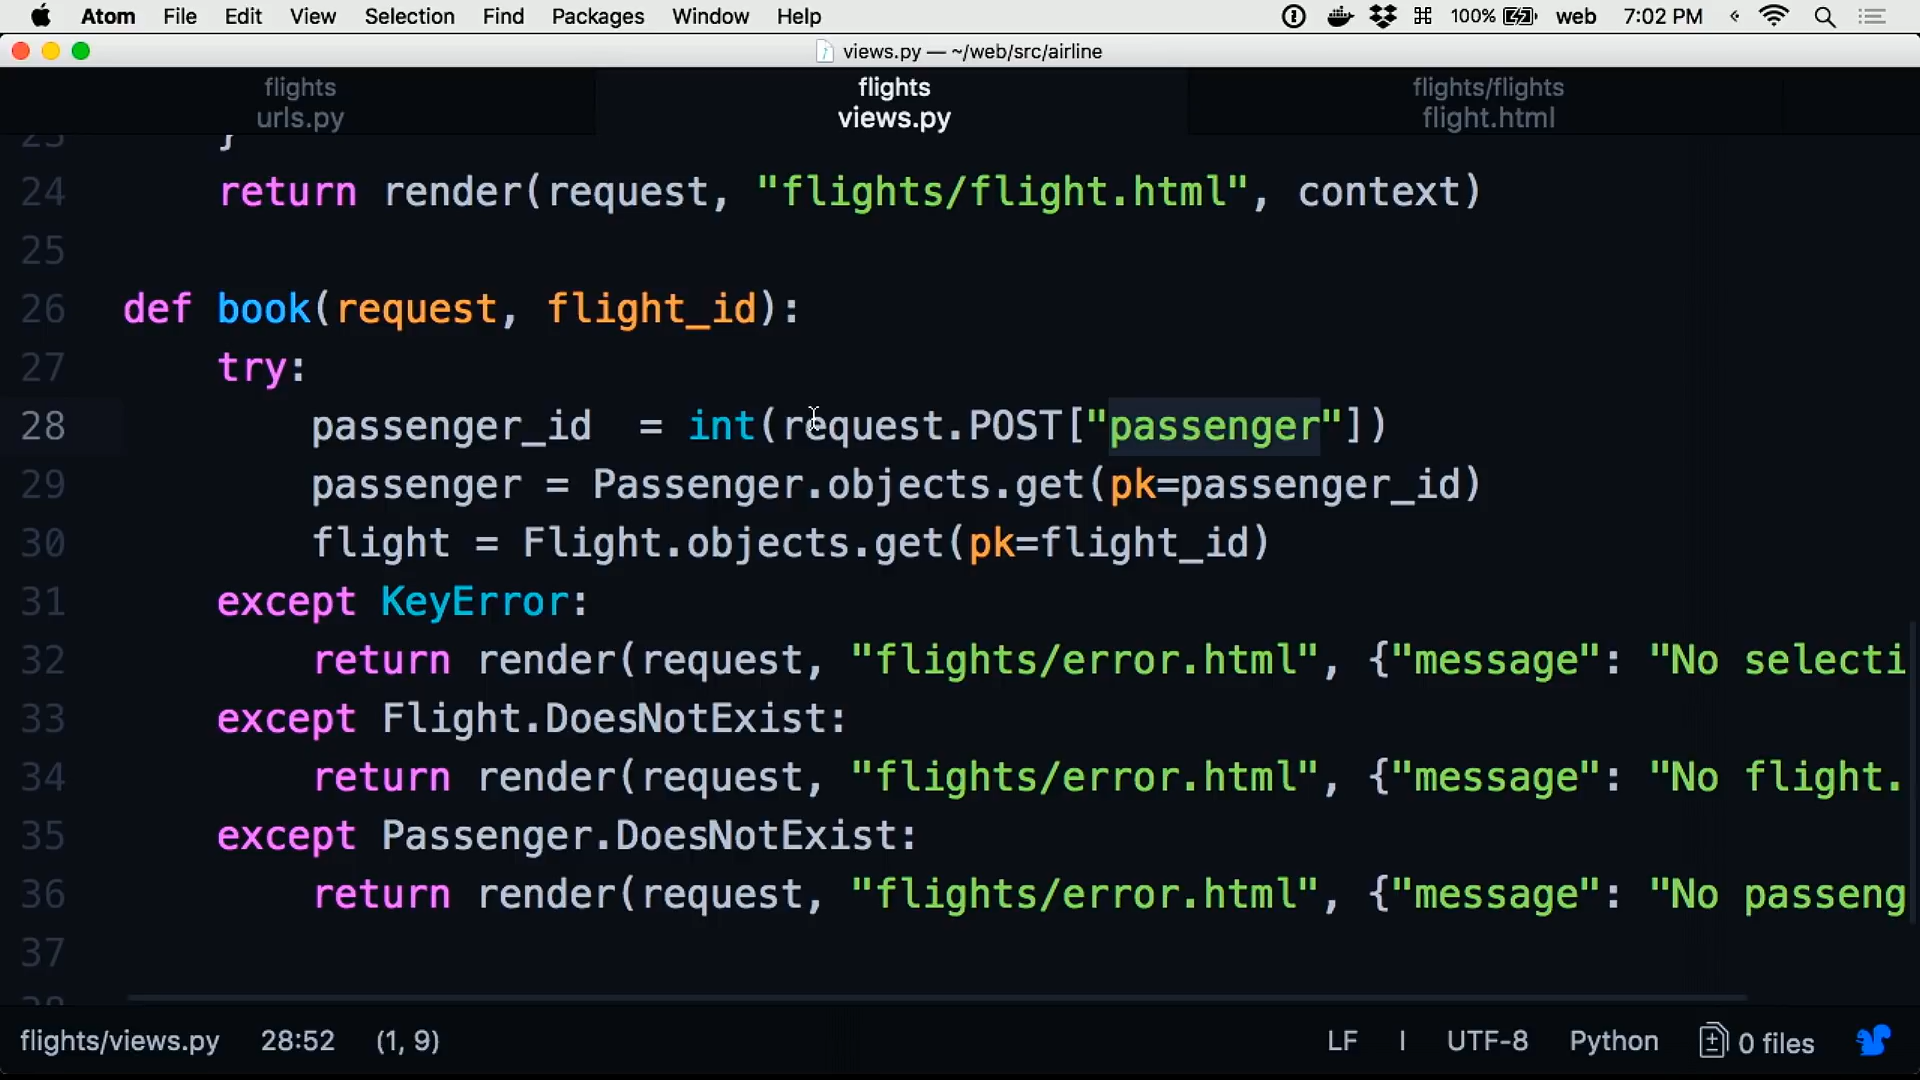 Atom File Edit View Selection Find Packages Window Help 100% web 7:02 PM
views.py — ~/web/src/airline
flights
urls.py
flights
views.py
flights/flights
flight.html
23 }
24 return render(request, "flights/flight.html", context)
25
26 def book(request, flight_id):
27 try:
28 passenger_id  = int(request.POST["passenger"])
29 passenger = Passenger.objects.get(pk=passenger_id)
30 flight = Flight.objects.get(pk=flight_id)
31 except KeyError:
32 return render(request, "flights/error.html", {"message": "No selecti
33 except Flight.DoesNotExist:
34 return render(request, "flights/error.html", {"message": "No flight.
35 except Passenger.DoesNotExist:
36 return render(request, "flights/error.html", {"message": "No passeng
37
flights/views.py 28:52 (1, 9) LF I UTF-8 Python 0 files